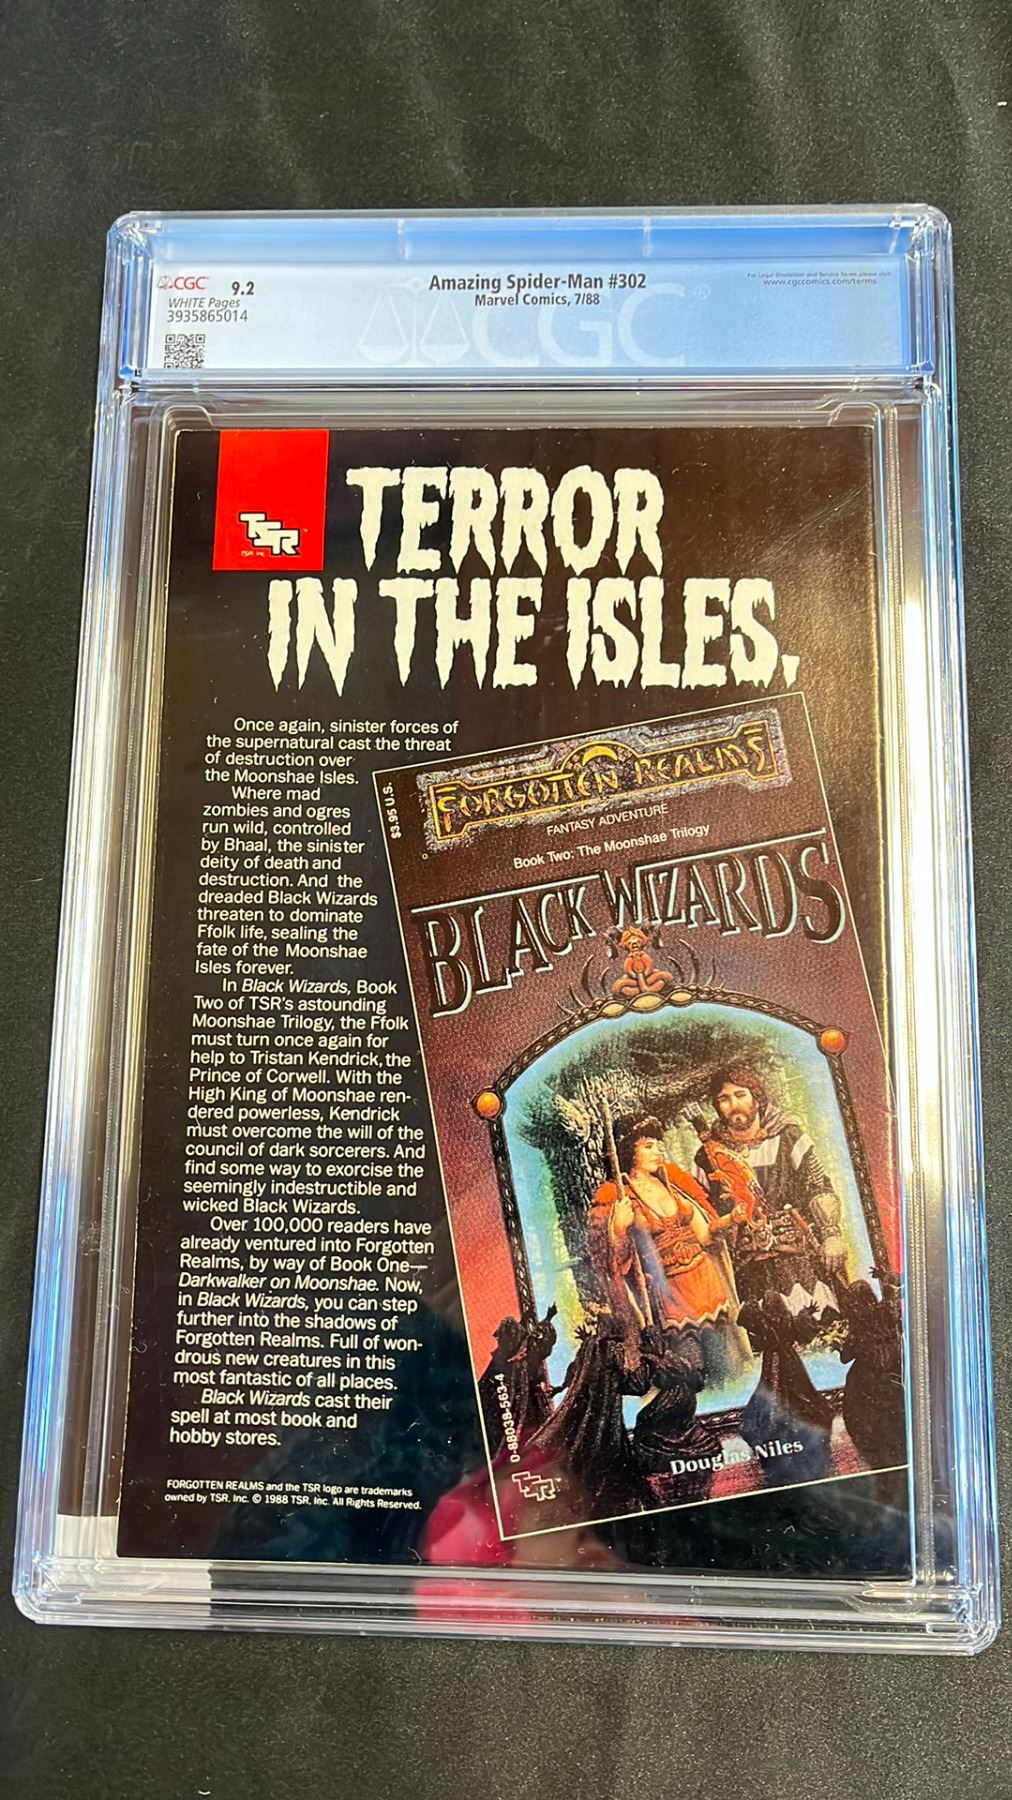 CGC 9.2
WHITE Pages
3935865014
Amazing Spider-Man #302
Marvel Comics, 7/88
For Legal Disclaimer and Service Terms please visit
www.cgccomics.com/terms
CGC
TSR
TSR, Inc.
TERROR
IN THE ISLES.
Once again, sinister forces of
the supernatural cast the threat
of destruction over
the Moonshae Isles.
Where mad
zombies and ogres
run wild, controlled
by Bhaal, the sinister
deity of death and
destruction. And the
dreaded Black Wizards
threaten to dominate
Ffolk life, sealing the
fate of the Moonshae
Isles forever.
In Black Wizards, Book
Two of TSR's astounding
Moonshae Trilogy, the Ffolk
must turn once again for
help to Tristan Kendrick, the
Prince of Corwell. With the
High King of Moonshae ren-
dered powerless, Kendrick
must overcome the will of the
council of dark sorcerers. And
find some way to exorcise the
seemingly indestructible and
wicked Black Wizards.
Over 100,000 readers have
already ventured into Forgotten
Realms, by way of Book One—
Darkwalker on Moonshae. Now,
in Black Wizards, you can step
further into the shadows of
Forgotten Realms. Full of won-
drous new creatures in this
most fantastic of all places.
Black Wizards cast their
spell at most book and
hobby stores.
FORGOTTEN REALMS and the TSR logo are trademarks
owned by TSR, Inc. © 1988 TSR, Inc. All Rights Reserved.
$3.95 U.S.
FORGOTTEN REALMS
FANTASY ADVENTURE
Book Two: The Moonshae Trilogy
BLACK WIZARDS
0-88038-563-4
TSR
Douglas Niles